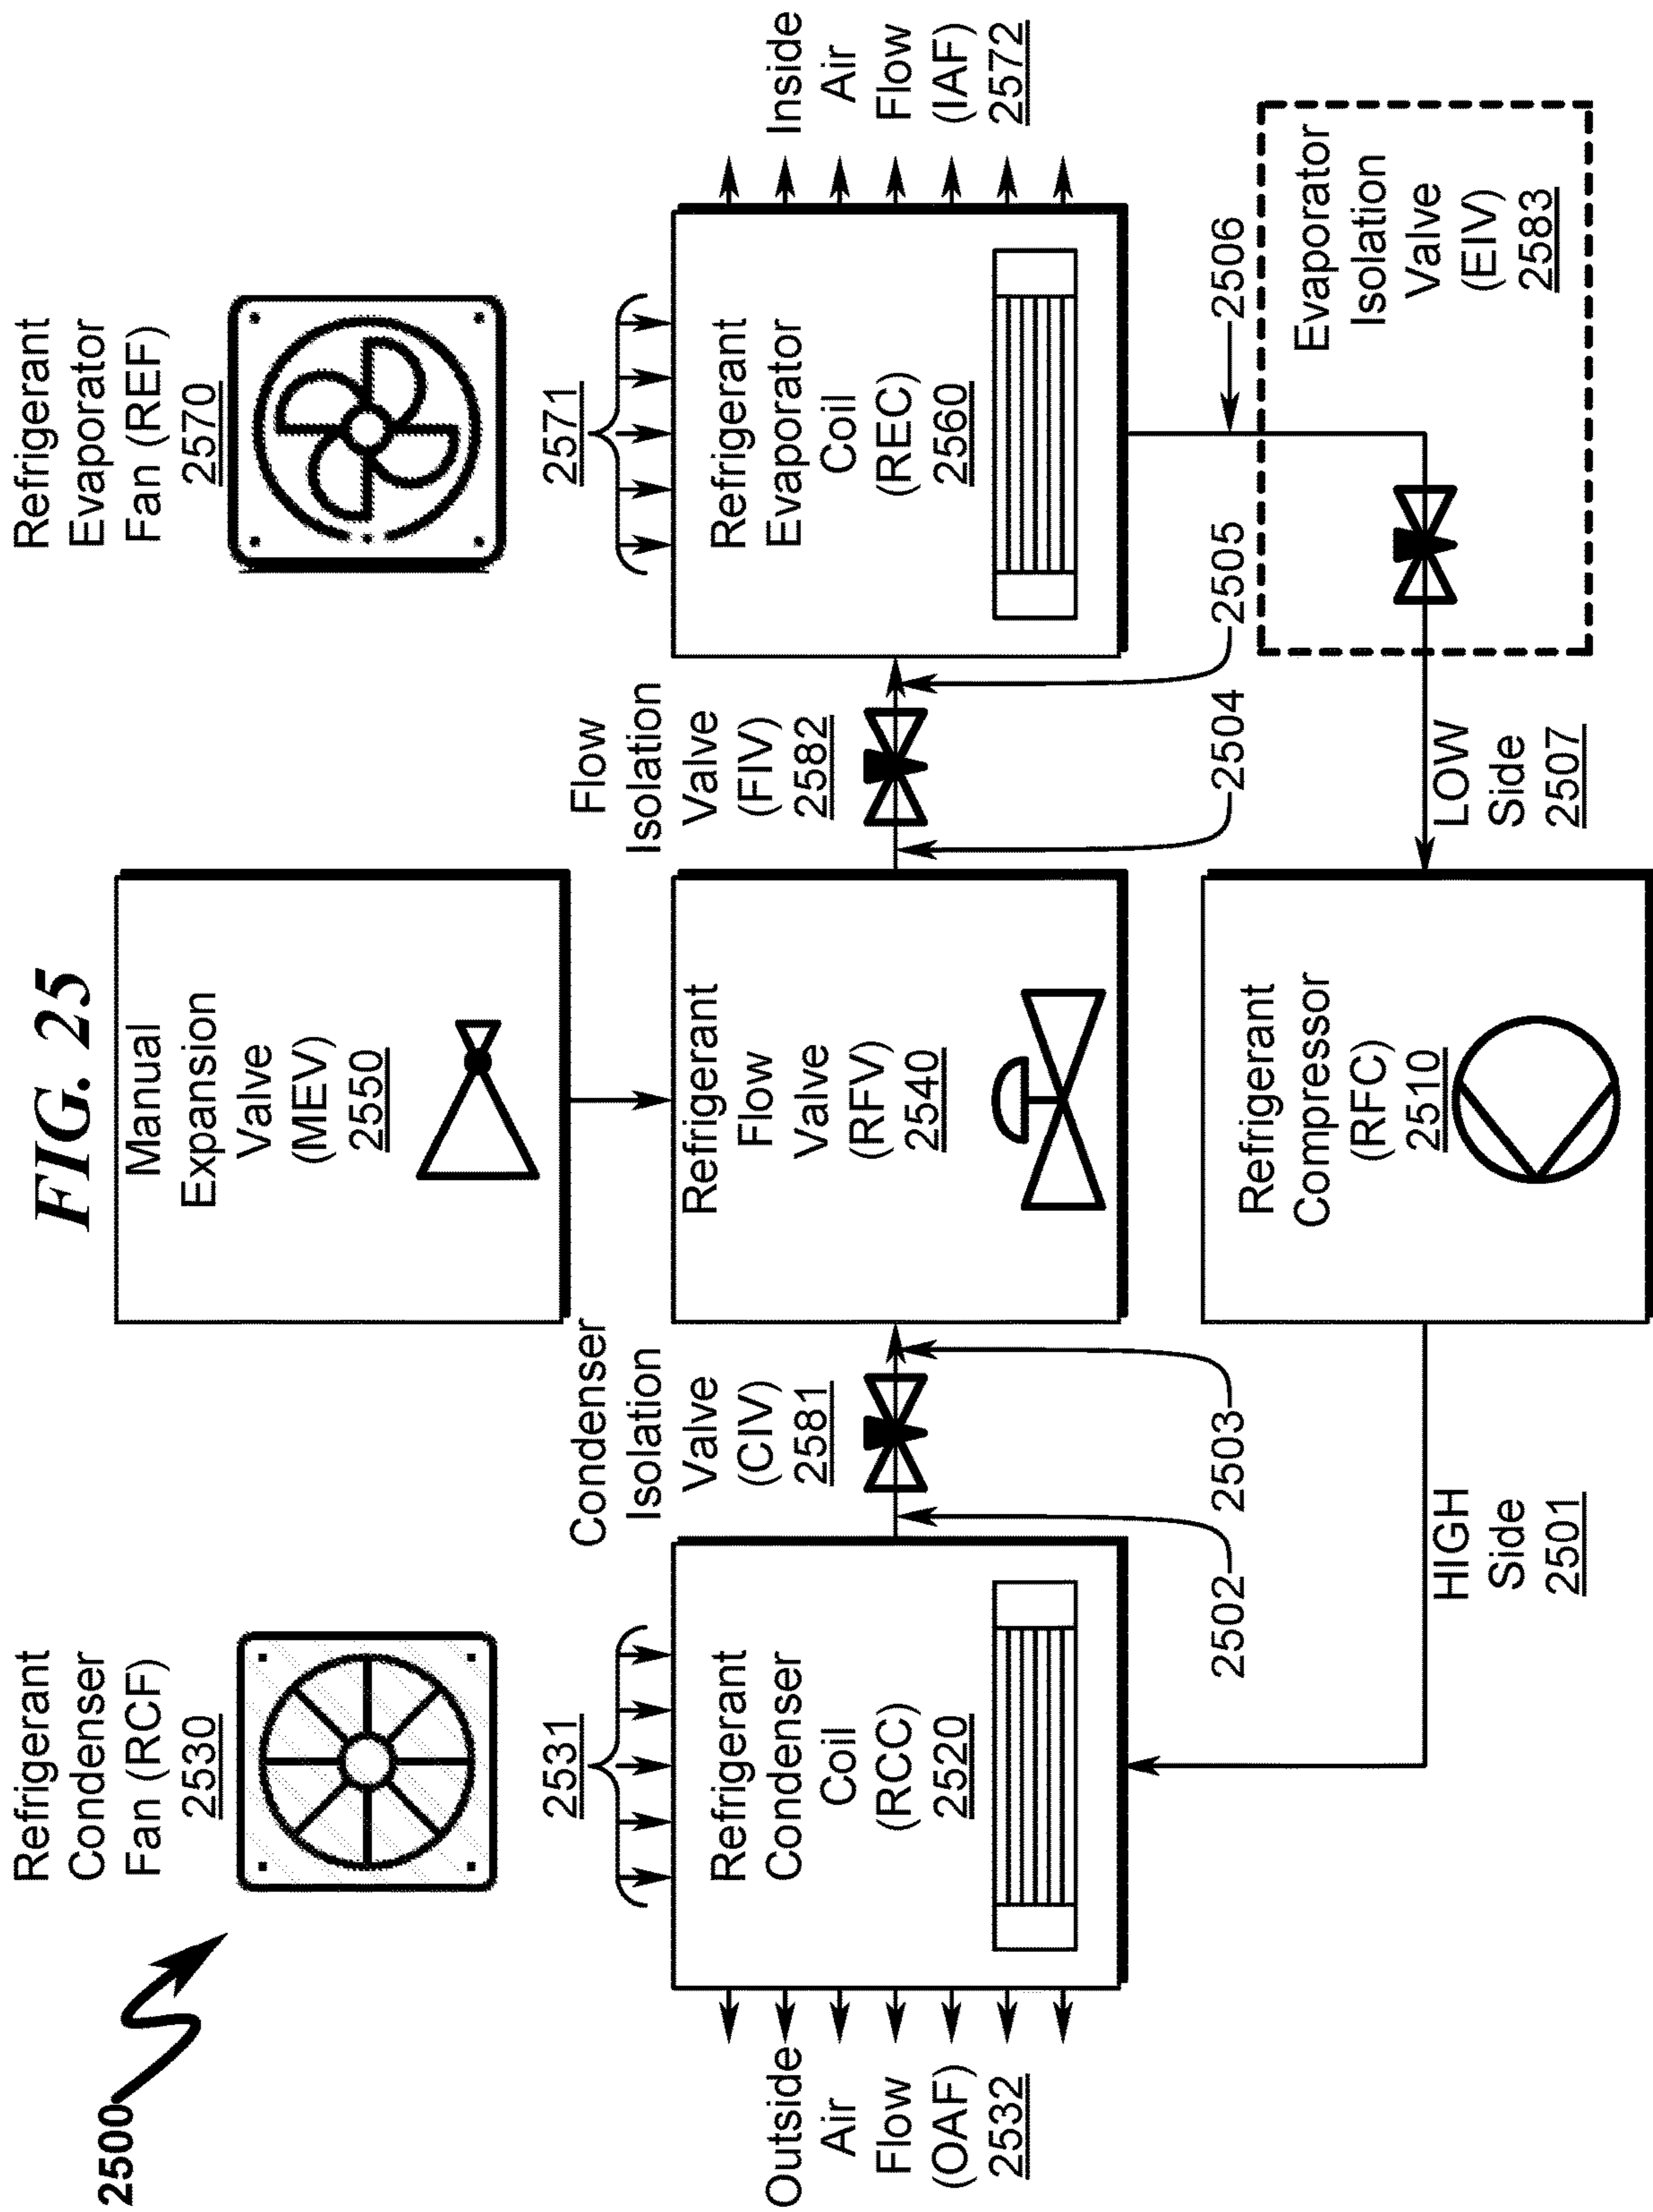 FIG. 25
2500
Refrigerant
Condenser
Fan (RCF)
2530
Manual
Expansion
Valve
(MEV)
2550
Refrigerant
Evaporator
Fan (REF)
2570
2531
Condenser
Isolation
Valve
(CIV)
2581
Flow
Isolation
Valve
(FIV)
2582
2571
Outside
Air
Flow
(OAF)
2532
Refrigerant
Condenser
Coil
(RCC)
2520
Refrigerant
Flow
Valve
(RFV)
2540
Refrigerant
Evaporator
Coil
(REC)
2560
Inside
Air
Flow
(IAF)
2572
2502
2503
2504
2505
2506
HIGH
Side
2501
Refrigerant
Compressor
(RFC)
2510
LOW
Side
2507
Evaporator
Isolation
Valve
(EIV)
2583